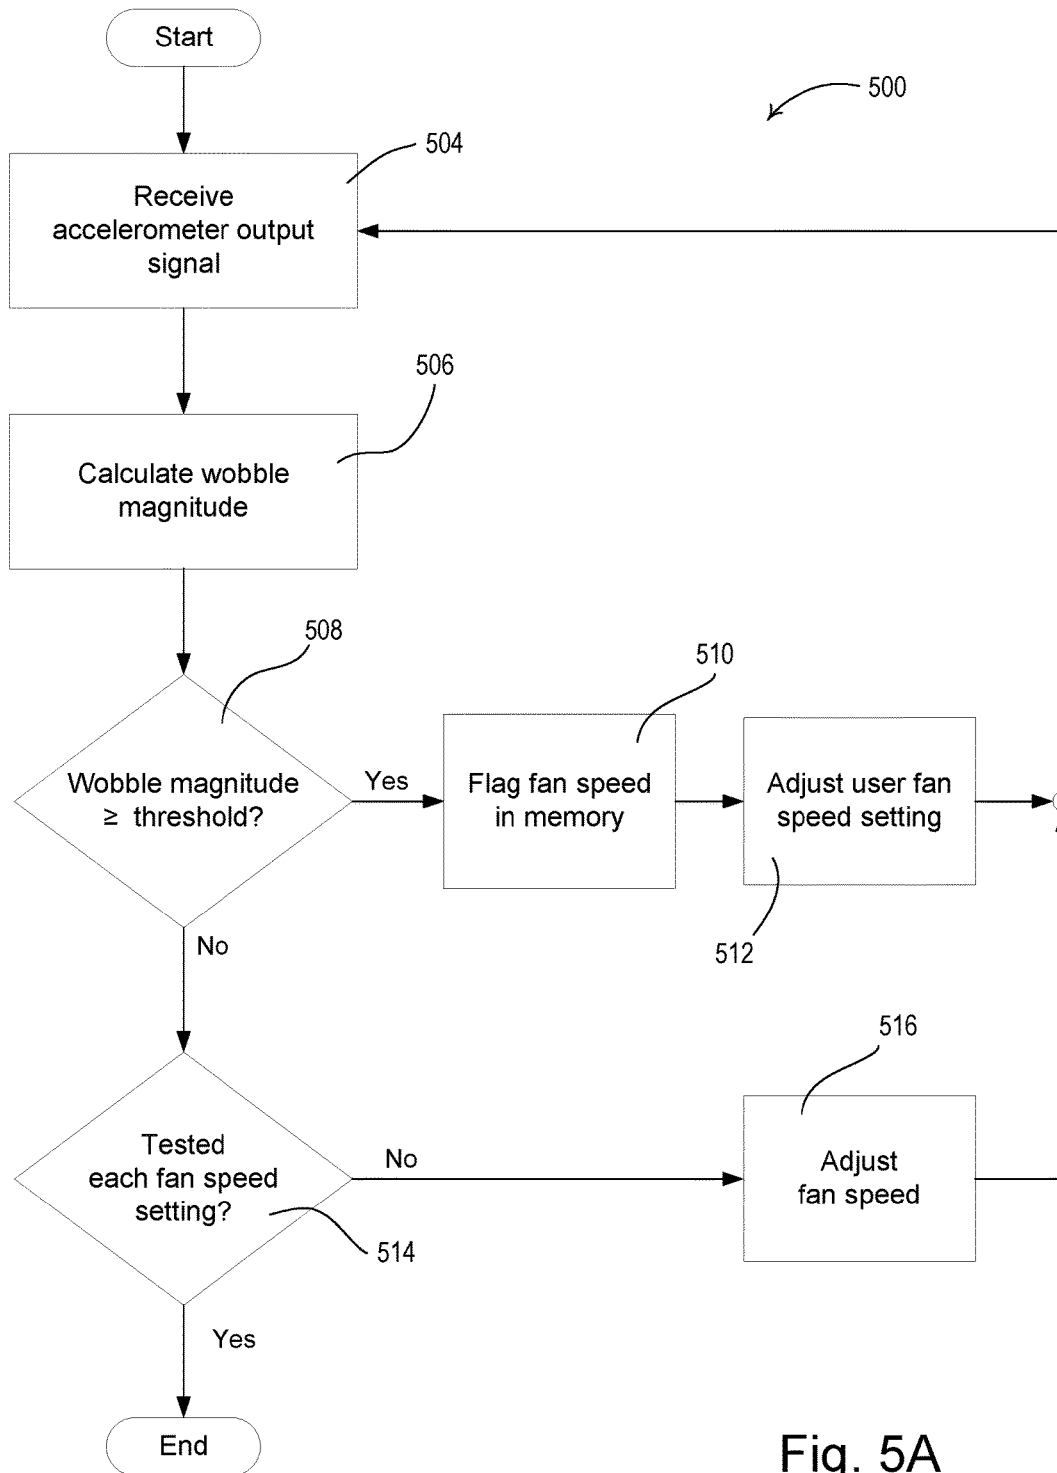 Start
500
504
Receive
accelerometer output
signal
506
Calculate wobble
magnitude
508
Wobble magnitude
≥ threshold?
Yes
510
Flag fan speed
in memory
Adjust user fan
speed setting
512
No
516
Tested
each fan speed
setting?
514
No
Adjust
fan speed
Yes
End
Fig. 5A